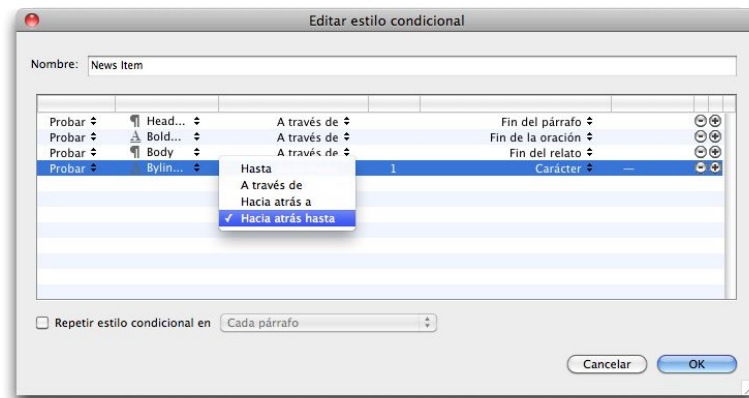 Editar estilo condicional
Nombre: News Item
Probar ¶ Head... A través de Fin del párrafo
Probar A Bold... A través de Fin de la oración
Probar ¶ Body A través de Fin del relato
Probar Bylin... 1 Carácter —
Hasta
A través de
Hacia atrás a
✓ Hacia atrás hasta
Repetir estilo condicional en Cada párrafo
Cancelar OK